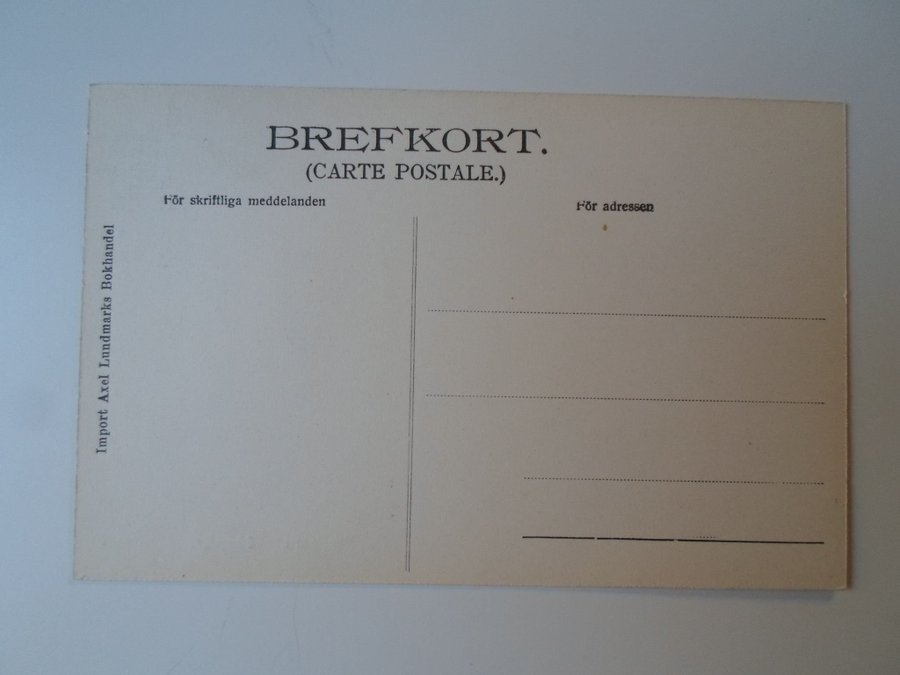 BREFKORT.
(CARTE POSTALE.)
För skriftliga meddelanden
För adressen
Import Axel Lundmarks Bokhandel